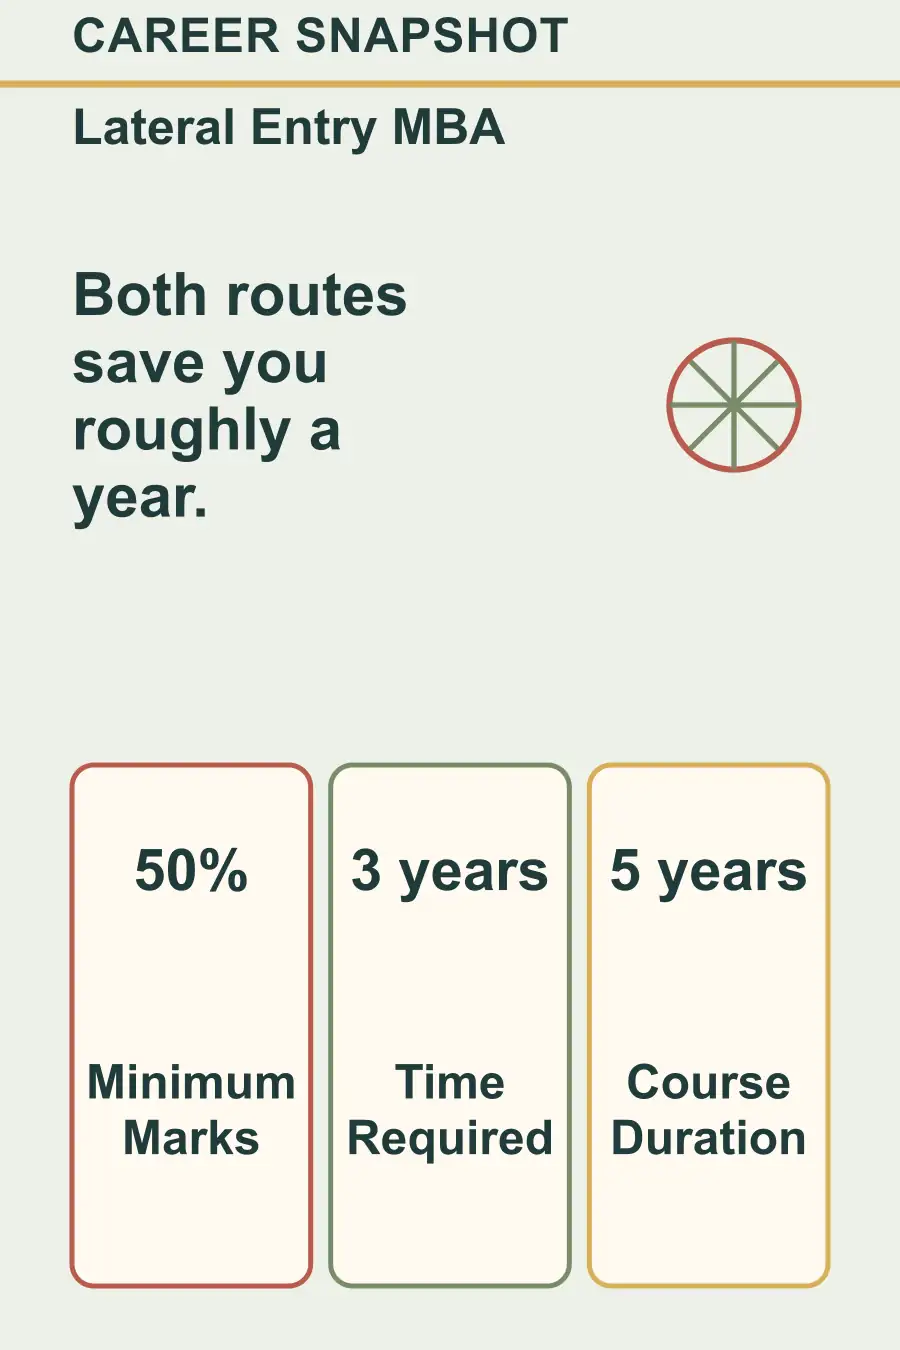 CAREER SNAPSHOT
Lateral Entry MBA
Both routes
save you
roughly a
year.
50%
Minimum
Marks
3 years
Time
Required
5 years
Course
Duration